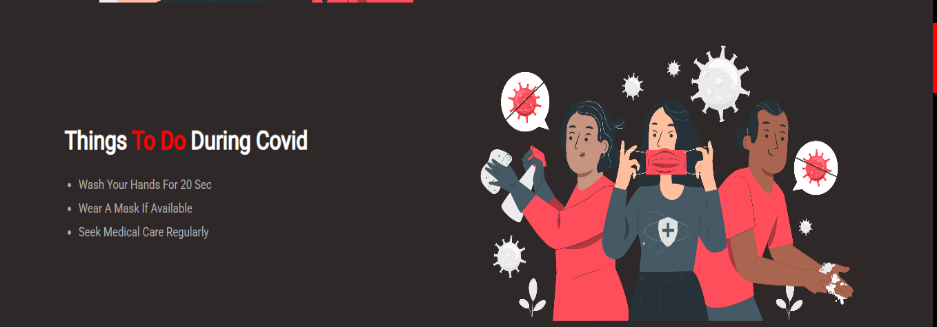 Things To Do During Covid
Wash Your Hands For 20 Sec
Wear A Mask If Available
Seek Medical Care Regularly